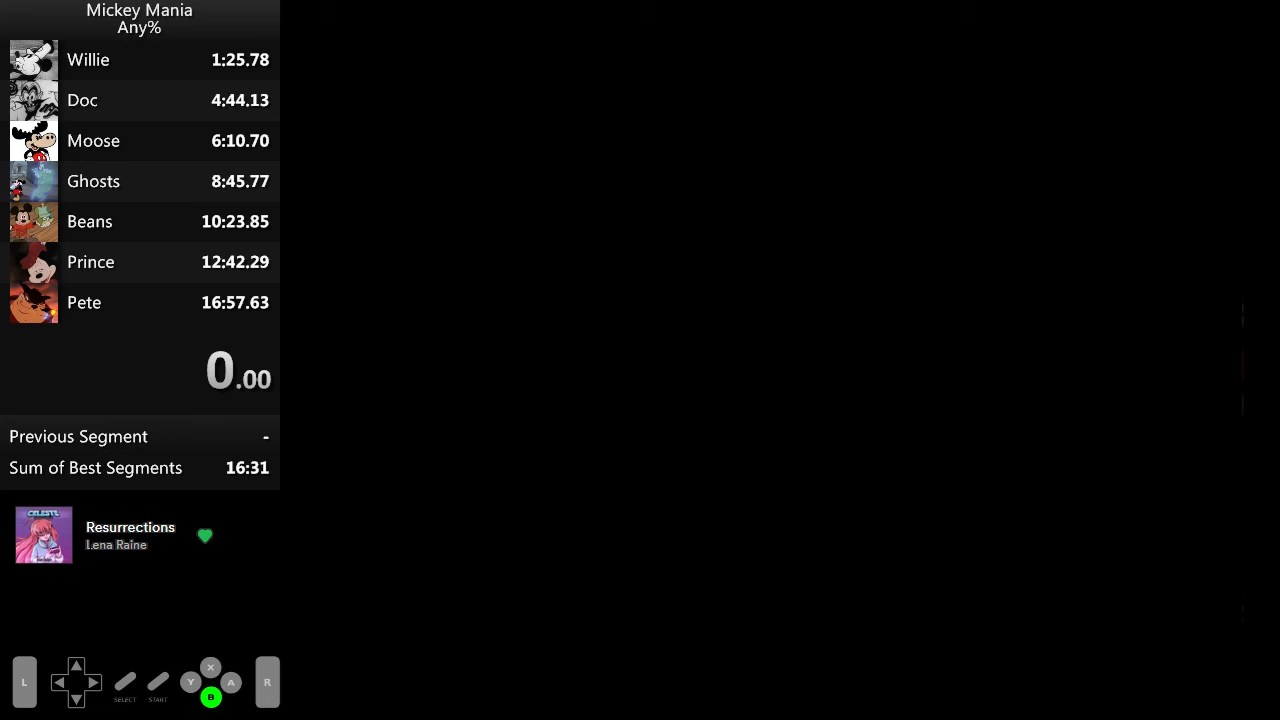 Mickey Mania
Any%
Willie 1:25.78
Doc 4:44.13
Moose 6:10.70
Ghosts 8:45.77
Beans 10:23.85
Prince 12:42.29
Pete 16:57.63
0.00
Previous Segment -
Sum of Best Segments 16:31
CELESTE
Resurrections
Lena Raine
L SELECT START X Y A B R